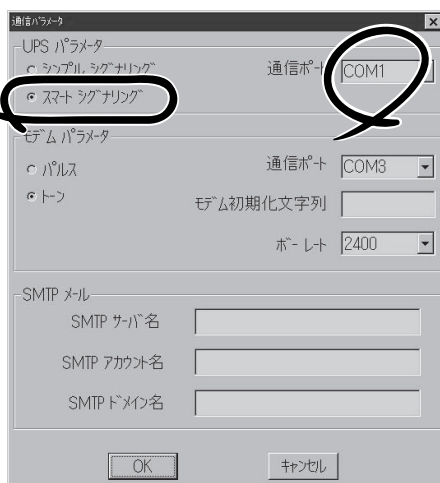 通信ﾊﾟﾗﾒｰﾀ
UPS ﾊﾟﾗﾒｰﾀ
ｼﾝﾌﾟﾙ ｼｸﾞﾅﾘﾝｸﾞ
通信ﾎﾟｰﾄ COM1
ｽﾏｰﾄ ｼｸﾞﾅﾘﾝｸﾞ
ﾓﾃﾞﾑ ﾊﾟﾗﾒｰﾀ
ﾊﾟﾙｽ
通信ﾎﾟｰﾄ COM3
ﾄｰﾝ
ﾓﾃﾞﾑ初期化文字列
ﾎﾞｰ ﾚｰﾄ 2400
SMTP ﾒｰﾙ
SMTP ｻｰﾊﾞ名
SMTP ｱｶｳﾝﾄ名
SMTP ﾄﾞﾒｲﾝ名
OK ｷｬﾝｾﾙ